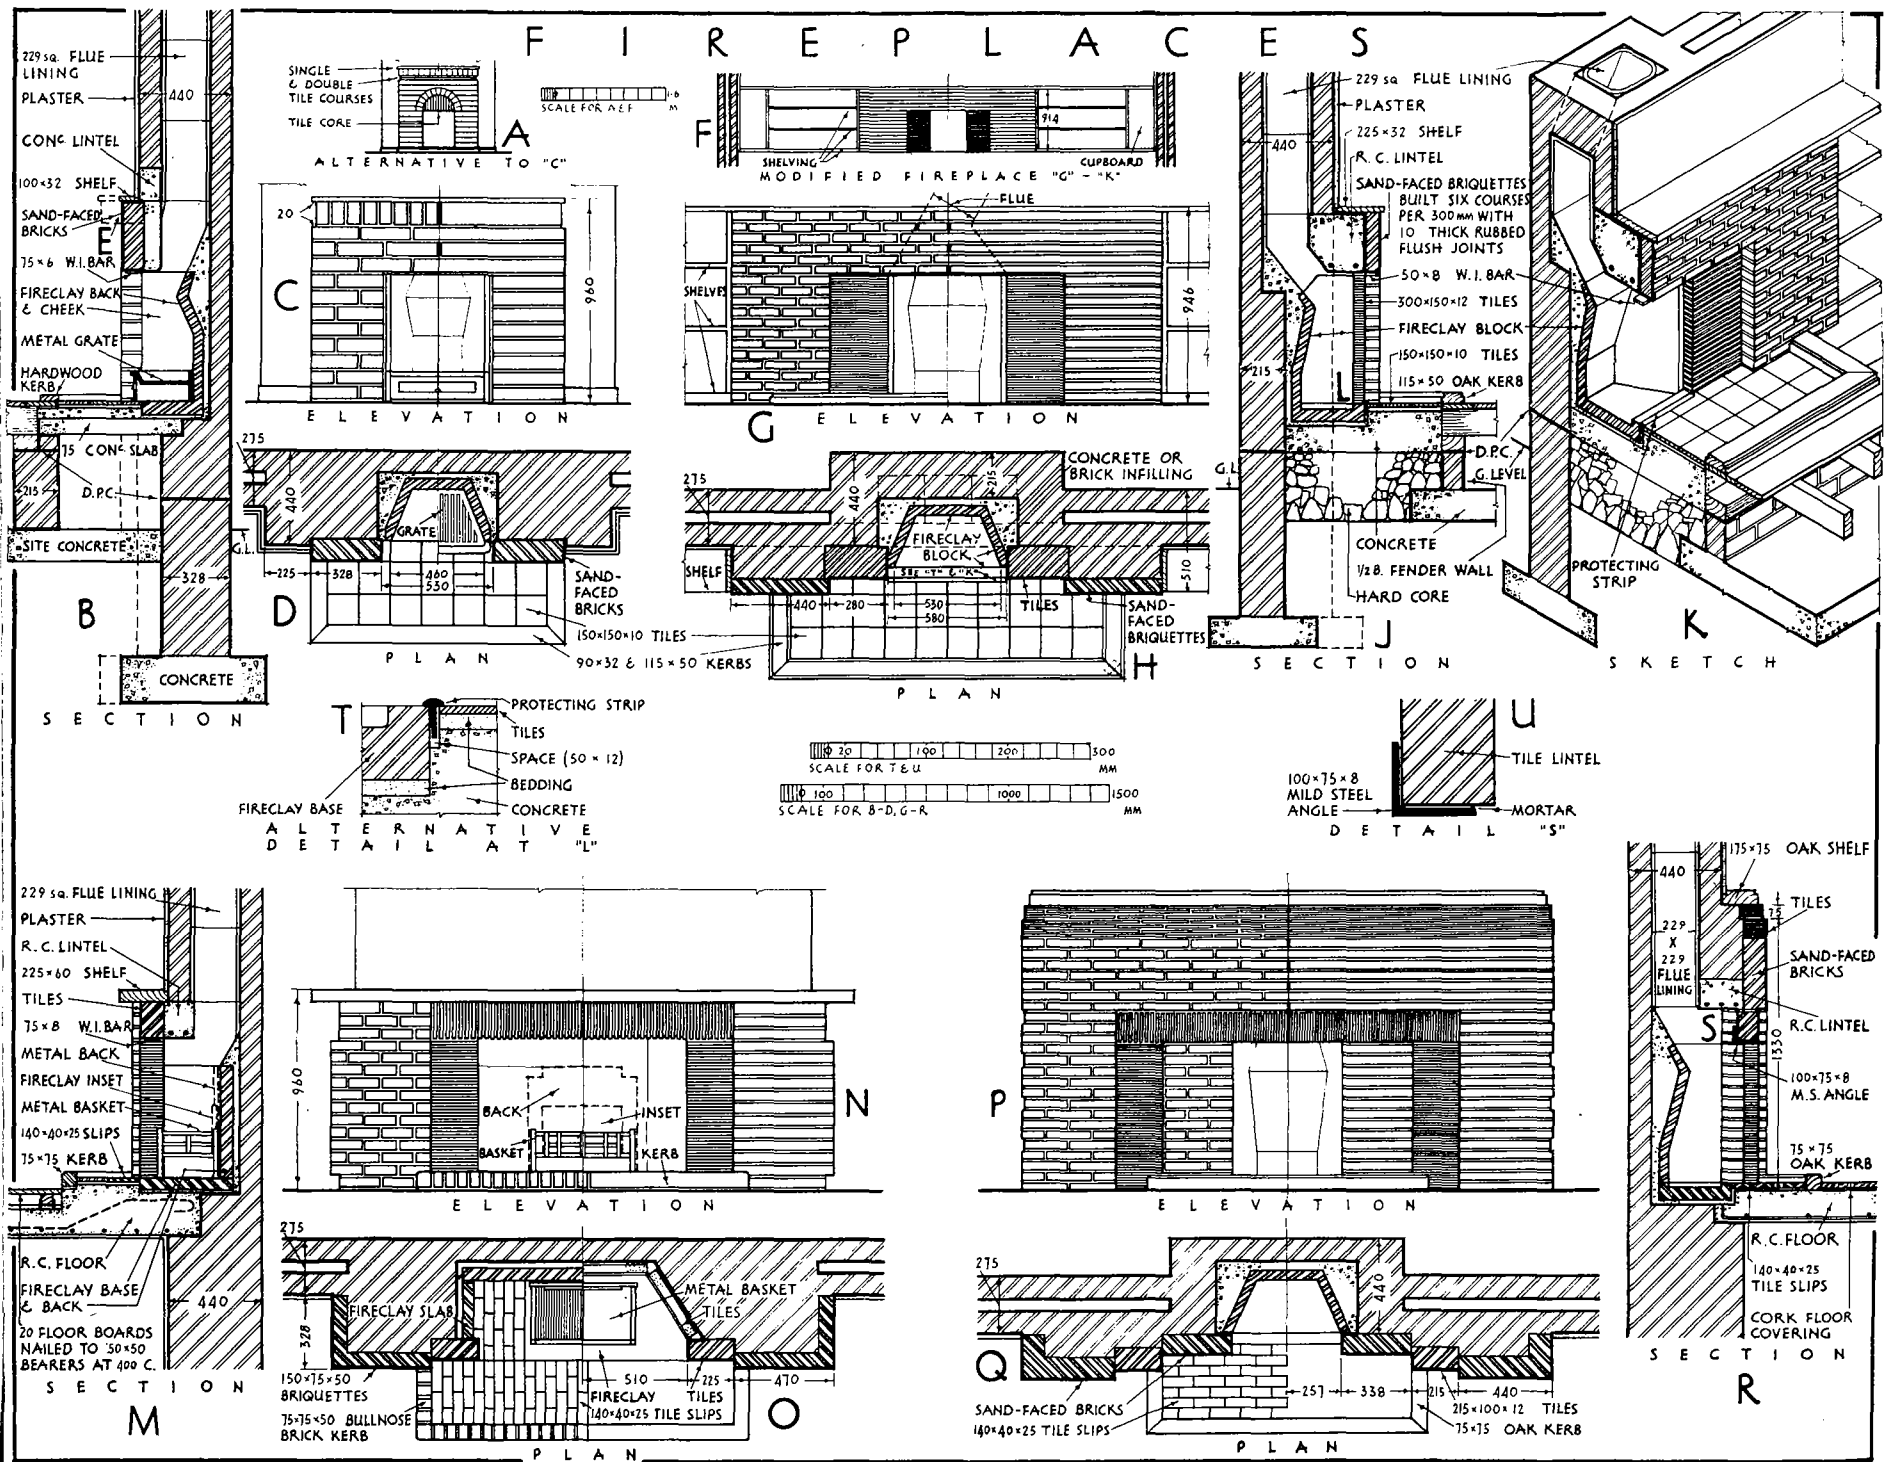 FIREPLACES
229 sq. FLUE
LINING
PLASTER
440
CONC. LINTEL
100×32 SHELF
SAND-FACED
BRICKS
E
75×6 W.I. BAR
FIRECLAY BACK
& CHEEK
METAL GRATE
HARDWOOD
KERB
75 CONC. SLAB
215
D.P.C.
SITE CONCRETE
G.L.
328
B
CONCRETE
SECTION
SINGLE
& DOUBLE
TILE COURSES
TILE CORE
A
ALTERNATIVE TO "C"
1·6
M
SCALE FOR A & F
F
914
SHELVING
CUPBOARD
MODIFIED FIREPLACE "G" - "K"
20
C
960
ELEVATION
FLUE
SHELVES
946
G
ELEVATION
275
440
GRATE
225
328
460
530
SAND-
FACED
BRICKS
D
150×150×10 TILES
90×32 & 115×50 KERBS
PLAN
CONCRETE OR
BRICK INFILLING
275
440
215
FIRECLAY
BLOCK
SHELF
SEE "T" & "K"
510
440
280
530
580
TILES
SAND-
FACED
BRIQUETTES
H
PLAN
229 sq FLUE LINING
PLASTER
440
225×32 SHELF
R.C. LINTEL
SAND-FACED BRIQUETTES
BUILT SIX COURSES
PER 300 MM WITH
10 THICK RUBBED
FLUSH JOINTS
50×8 W.I. BAR
300×150×12 TILES
FIRECLAY BLOCK
150×150×10 TILES
215
L
115×50 OAK KERB
D.P.C.
G.L.
G.LEVEL
CONCRETE
1/2 B. FENDER WALL
HARD CORE
J
SECTION
PROTECTING
STRIP
K
SKETCH
T
PROTECTING STRIP
TILES
SPACE (50 × 12)
BEDDING
FIRECLAY BASE
CONCRETE
ALTERNATIVE
DETAIL AT "L"
0 20 100 200 300
SCALE FOR T & U MM
0 100 1000 1500
SCALE FOR B-D, G-R MM
U
TILE LINTEL
100×75×8
MILD STEEL
ANGLE
MORTAR
DETAIL "S"
229 sq. FLUE LINING
PLASTER
R.C. LINTEL
225×60 SHELF
TILES
75×8 W.I. BAR
METAL BACK
FIRECLAY INSET
METAL BASKET
140×40×25 SLIPS
75×75 KERB
R.C. FLOOR
FIRECLAY BASE
& BACK
440
20 FLOOR BOARDS
NAILED TO 50×50
BEARERS AT 400 C.
SECTION
M
960
BACK
INSET
BASKET
KERB
N
ELEVATION
275
328
FIRECLAY SLAB
METAL BASKET
TILES
510
225
470
150×75×50
BRIQUETTES
FIRECLAY
TILES
140×40×25 TILE SLIPS
75×75×50 BULLNOSE
BRICK KERB
O
PLAN
P
ELEVATION
275
440
Q
257
338
215
440
SAND-FACED BRICKS
215×100×12 TILES
140×40×25 TILE SLIPS
75×75 OAK KERB
PLAN
175×75 OAK SHELF
440
TILES
75
229
X
229
FLUE
LINING
SAND-FACED
BRICKS
S
R.C. LINTEL
1330
100×75×8
M.S. ANGLE
75×75
OAK KERB
R.C. FLOOR
140×40×25
TILE SLIPS
CORK FLOOR
COVERING
SECTION
R